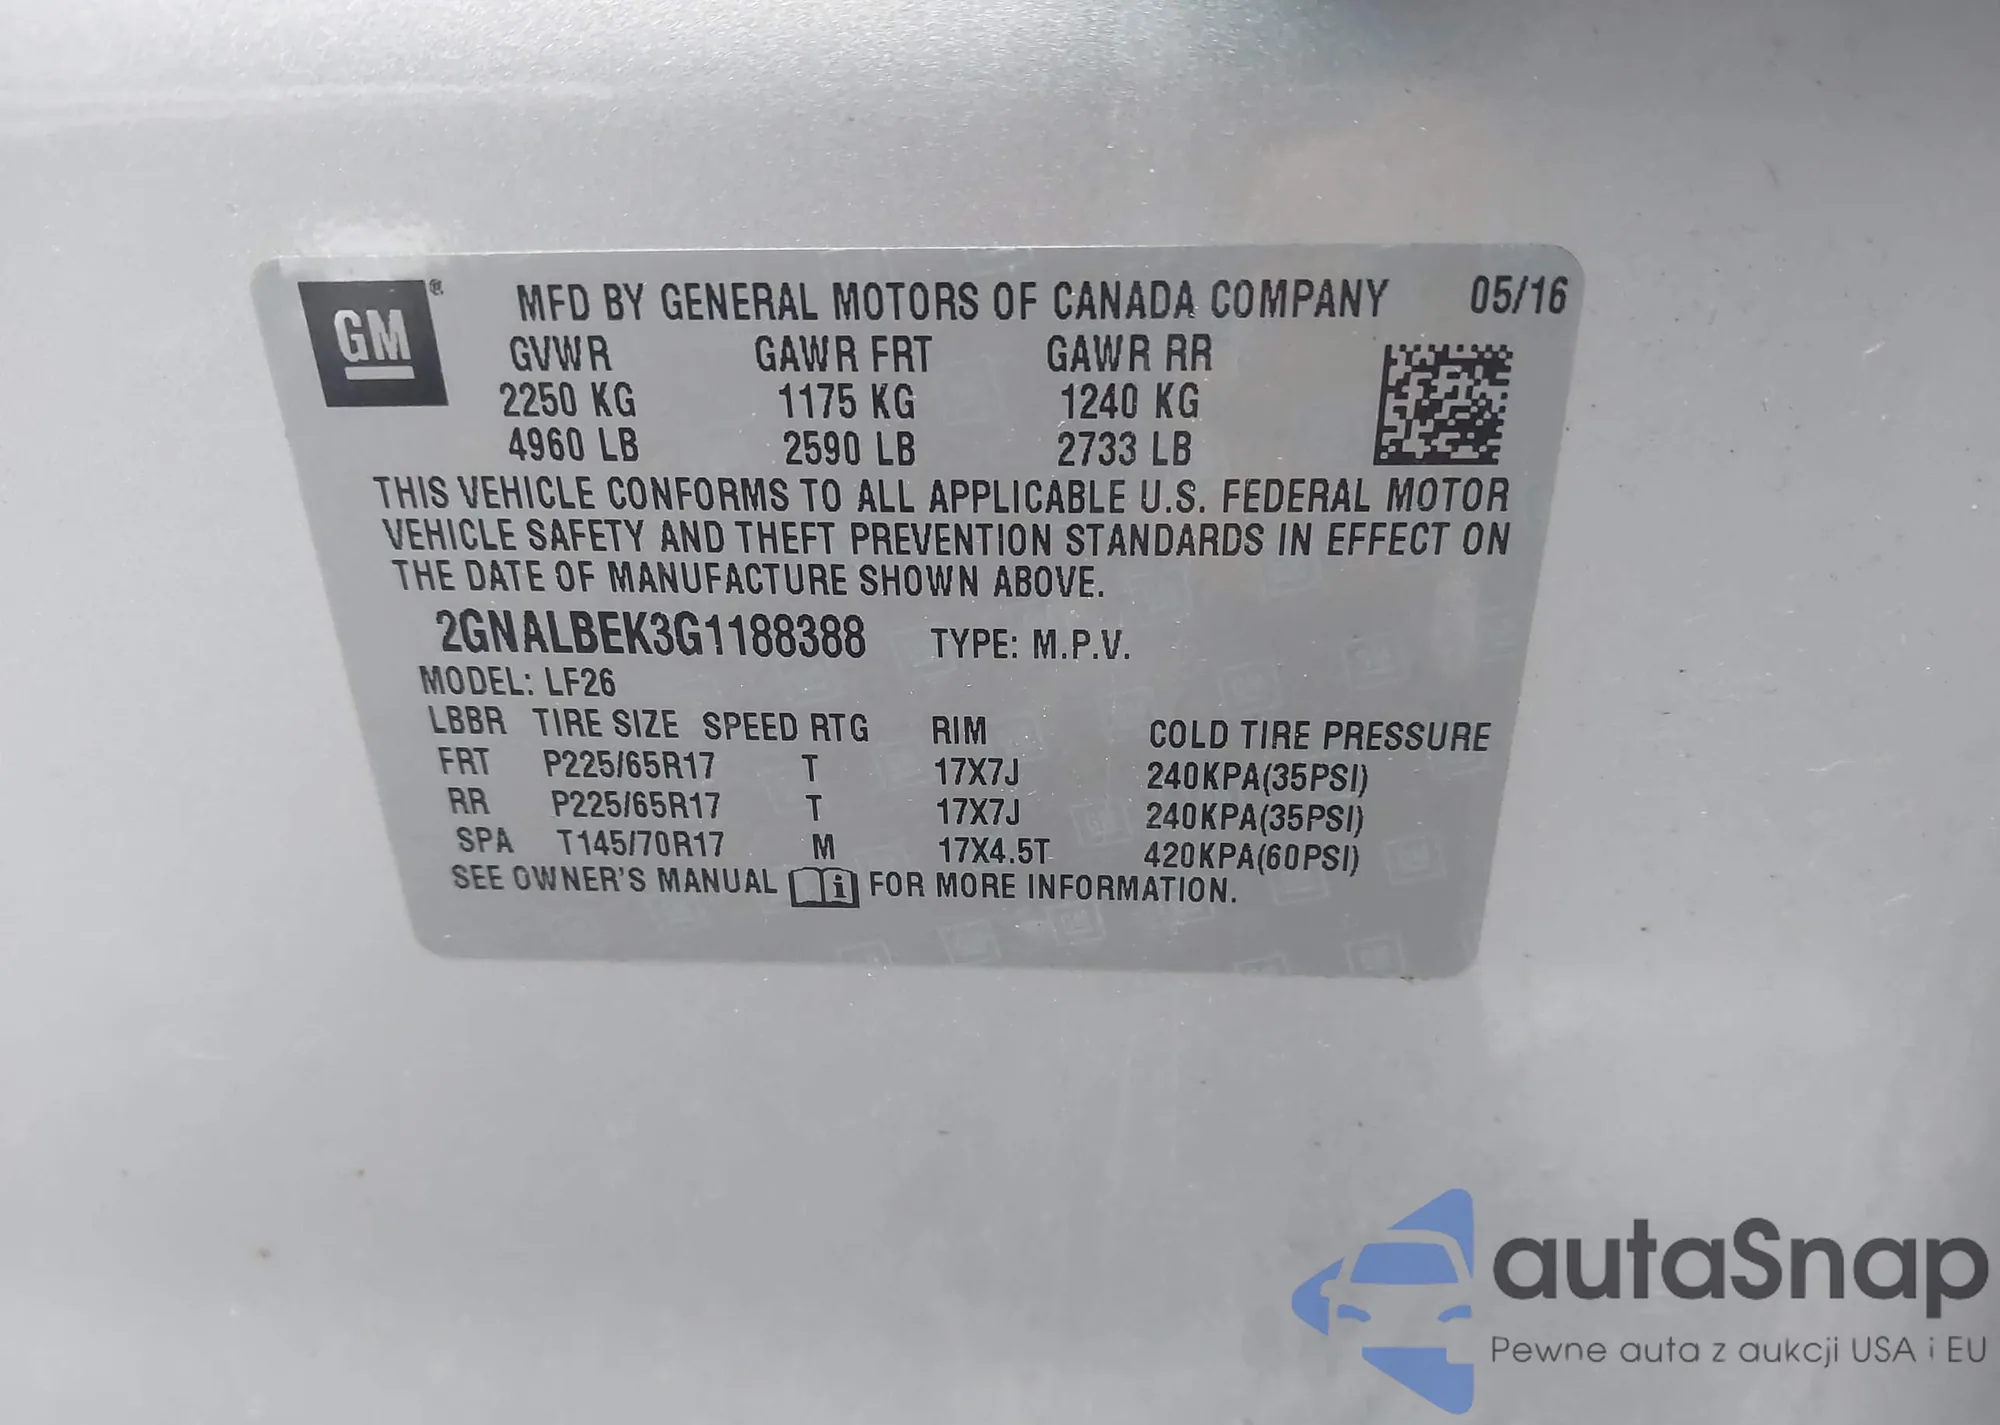 GM®
MFD BY GENERAL MOTORS OF CANADA COMPANY 05/16
GVWR GAWR FRT GAWR RR
2250 KG 1175 KG 1240 KG
4960 LB 2590 LB 2733 LB
THIS VEHICLE CONFORMS TO ALL APPLICABLE U.S. FEDERAL MOTOR
VEHICLE SAFETY AND THEFT PREVENTION STANDARDS IN EFFECT ON
THE DATE OF MANUFACTURE SHOWN ABOVE.
2GNALBEK3G1188388 TYPE: M.P.V.
MODEL: LF26
LBBR TIRE SIZE SPEED RTG RIM COLD TIRE PRESSURE
FRT P225/65R17 T 17X7J 240KPA(35PSI)
RR P225/65R17 T 17X7J 240KPA(35PSI)
SPA T145/70R17 M 17X4.5T 420KPA(60PSI)
SEE OWNER'S MANUAL i FOR MORE INFORMATION.
autaSnap
Pewne auta z aukcji USA i EU